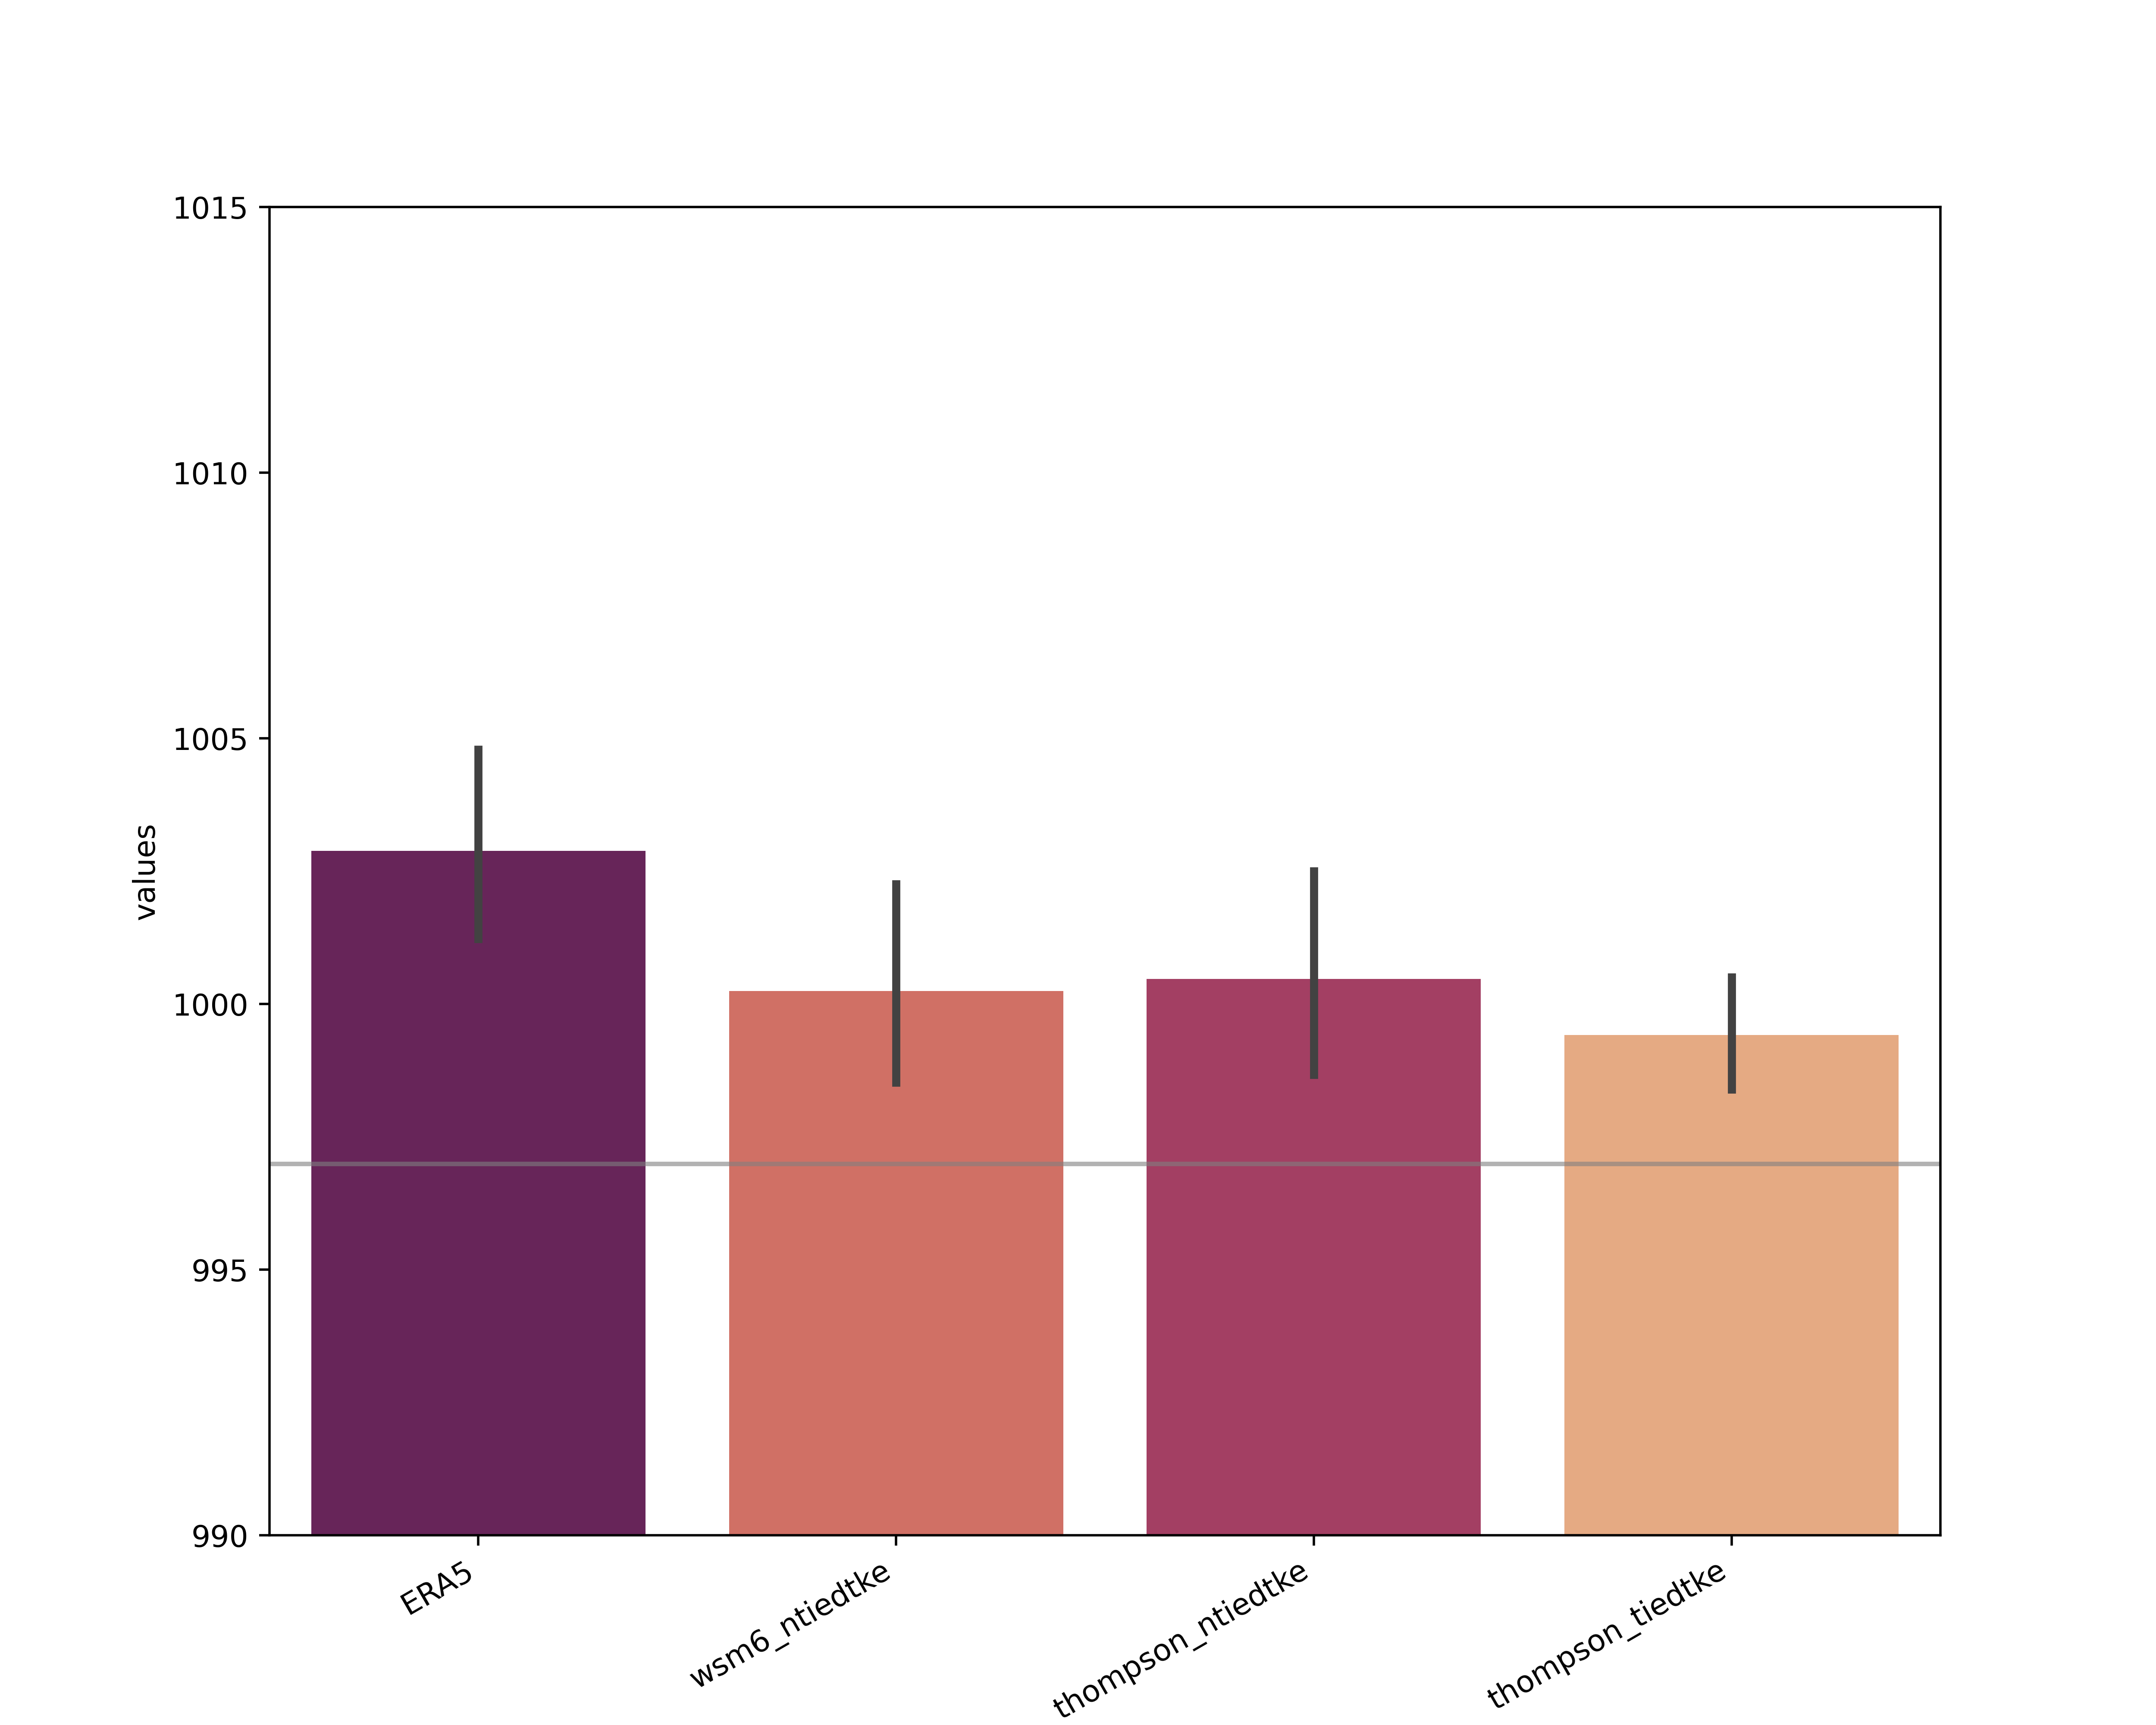 1015
1010
1005
1000
995
990
values
ERA5
wsm6_ntiedtke
thompson_ntiedtke
thompson_tiedtke